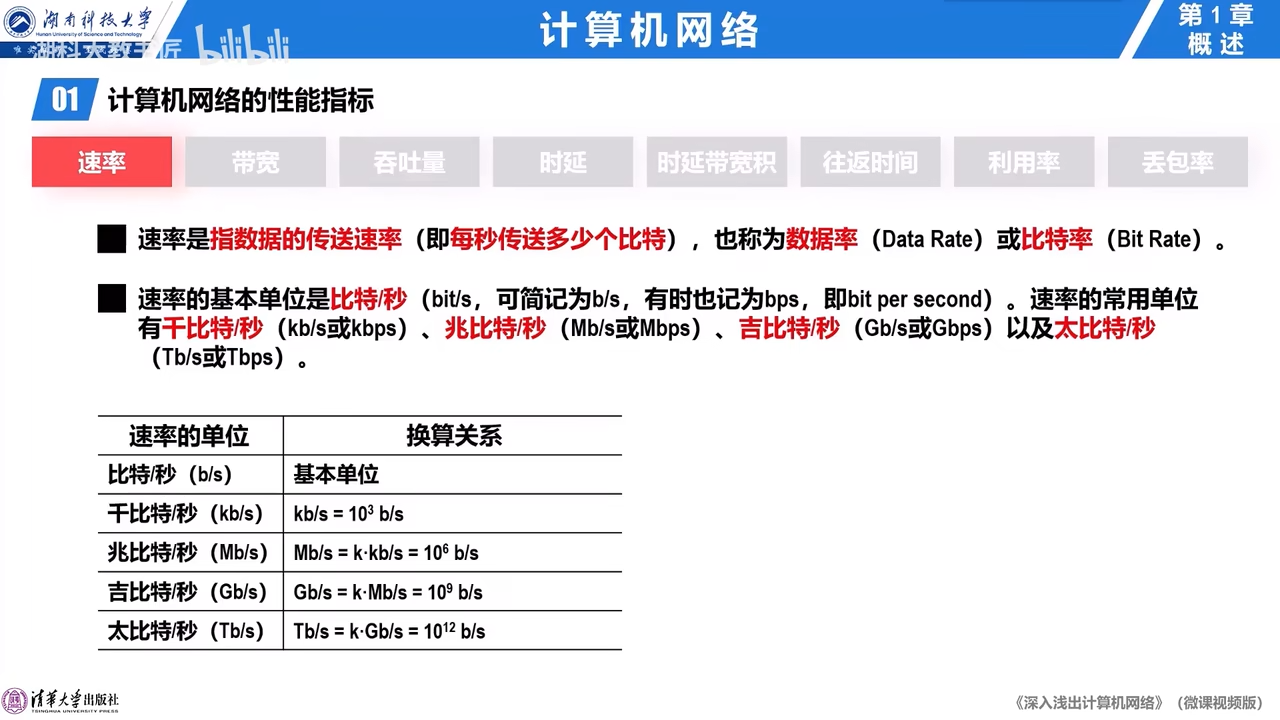 湖南科技大学
Hunan University of Science and Technology
湖科大教书匠 bilibili
计算机网络
第1章
概述
01 计算机网络的性能指标
速率 带宽 吞吐量 时延 时延带宽积 往返时间 利用率 丢包率
速率是指数据的传送速率（即每秒传送多少个比特），也称为数据率（Data Rate）或比特率（Bit Rate）。
速率的基本单位是比特/秒（bit/s，可简记为b/s，有时也记为bps，即bit per second）。速率的常用单位
有千比特/秒（kb/s或kbps）、兆比特/秒（Mb/s或Mbps）、吉比特/秒（Gb/s或Gbps）以及太比特/秒
（Tb/s或Tbps）。
速率的单位 换算关系
比特/秒（b/s） 基本单位
千比特/秒（kb/s） kb/s = 10³ b/s
兆比特/秒（Mb/s） Mb/s = k·kb/s = 10⁶ b/s
吉比特/秒（Gb/s） Gb/s = k·Mb/s = 10⁹ b/s
太比特/秒（Tb/s） Tb/s = k·Gb/s = 10¹² b/s
清华大学出版社
TSINGHUA UNIVERSITY PRESS
《深入浅出计算机网络》（微课视频版）